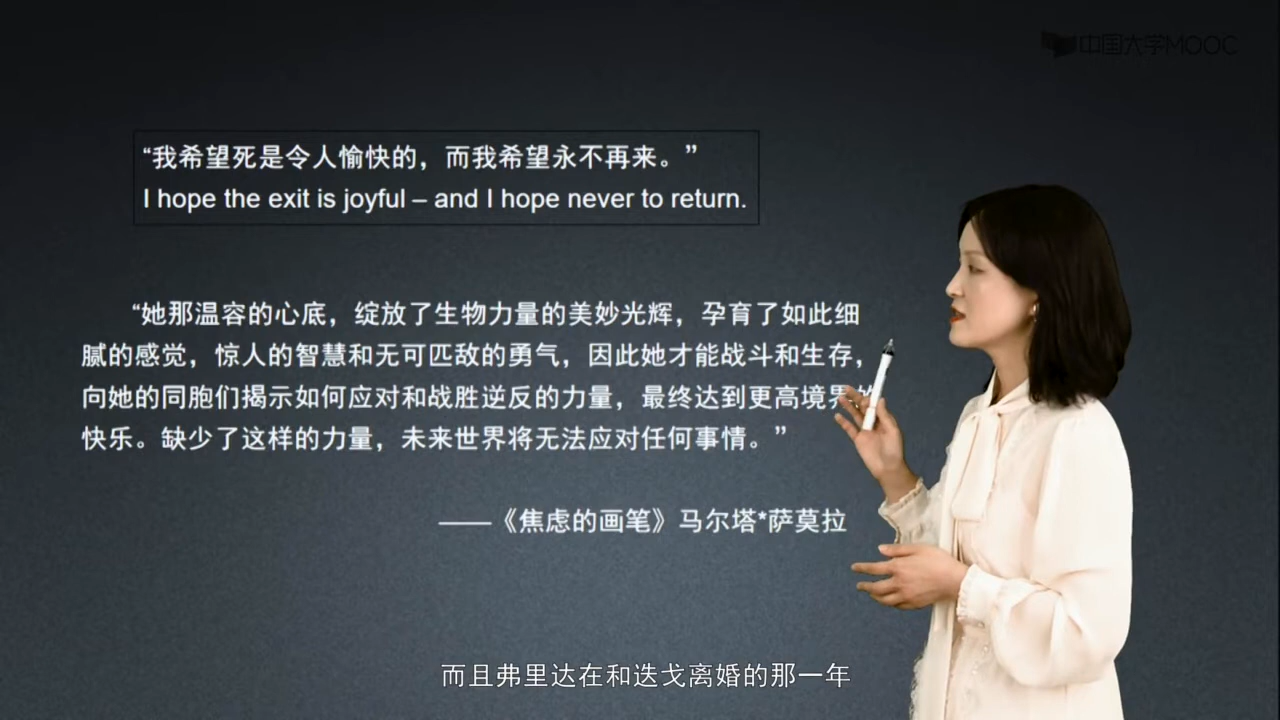 中国大学MOOC
“我希望死是令人愉快的，而我希望永不再来。”
I hope the exit is joyful – and I hope never to return.
“她那温容的心底，绽放了生物力量的美妙光辉，孕育了如此细
腻的感觉，惊人的智慧和无可匹敌的勇气，因此她才能战斗和生存，
向她的同胞们揭示如何应对和战胜逆反的力量，最终达到更高境界的
快乐。缺少了这样的力量，未来世界将无法应对任何事情。”
——《焦虑的画笔》马尔塔*萨莫拉
而且弗里达在和迭戈离婚的那一年